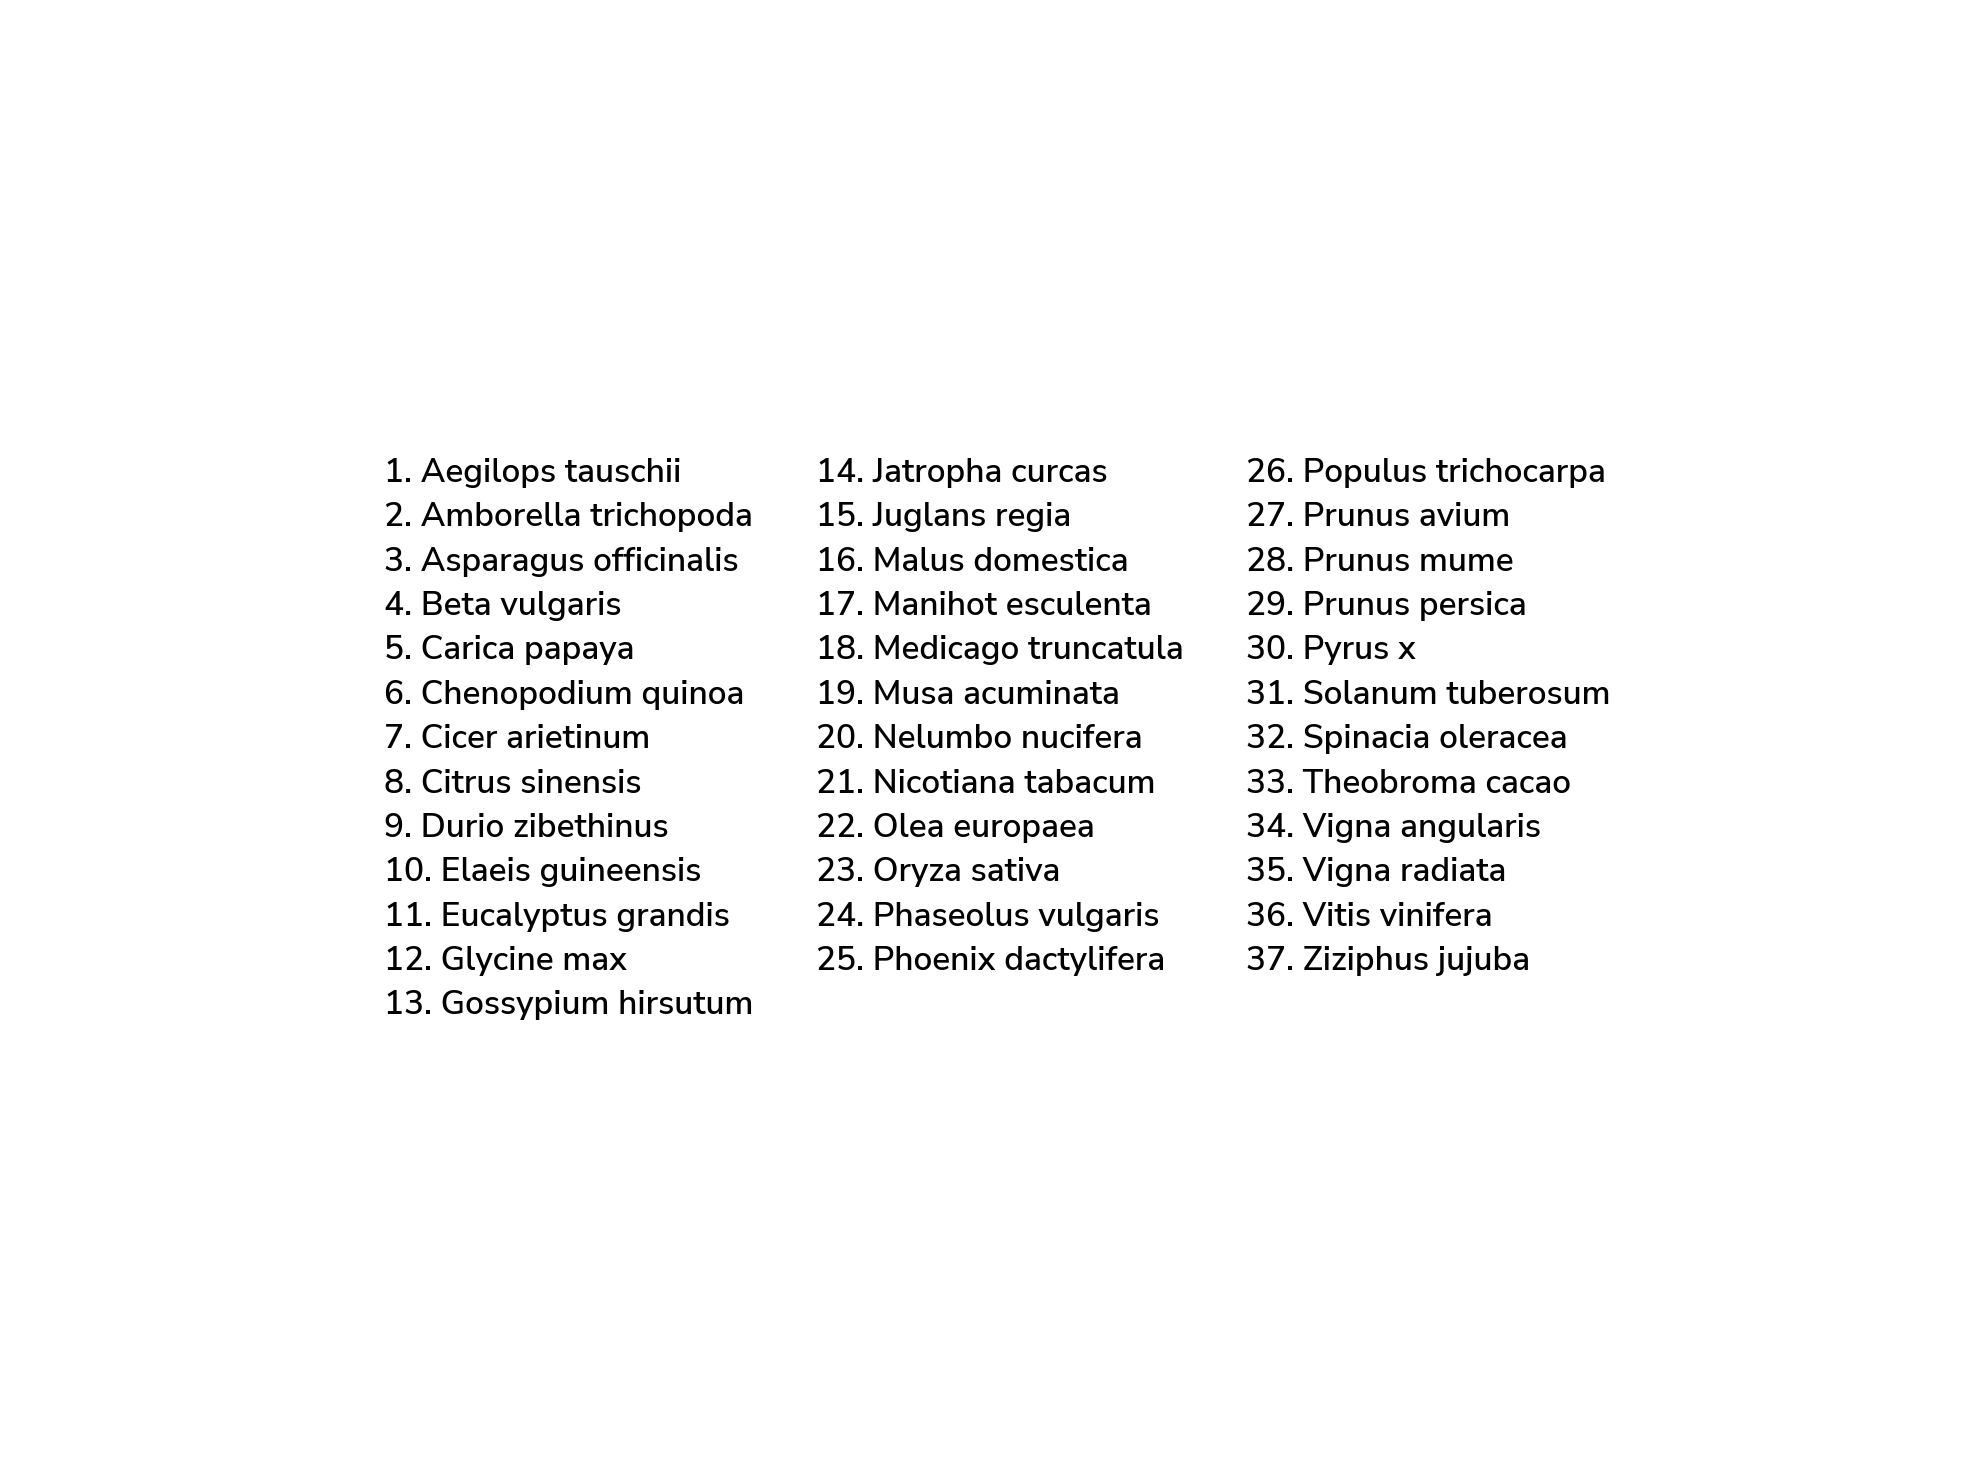 1. Aegilops tauschii
2. Amborella trichopoda
3. Asparagus officinalis
4. Beta vulgaris
5. Carica papaya
6. Chenopodium quinoa
7. Cicer arietinum
8. Citrus sinensis
9. Durio zibethinus
10. Elaeis guineensis
11. Eucalyptus grandis
12. Glycine max
13. Gossypium hirsutum
14. Jatropha curcas
15. Juglans regia
16. Malus domestica
17. Manihot esculenta
18. Medicago truncatula
19. Musa acuminata
20. Nelumbo nucifera
21. Nicotiana tabacum
22. Olea europaea
23. Oryza sativa
24. Phaseolus vulgaris
25. Phoenix dactylifera
26. Populus trichocarpa
27. Prunus avium
28. Prunus mume
29. Prunus persica
30. Pyrus x
31. Solanum tuberosum
32. Spinacia oleracea
33. Theobroma cacao
34. Vigna angularis
35. Vigna radiata
36. Vitis vinifera
37. Ziziphus jujuba